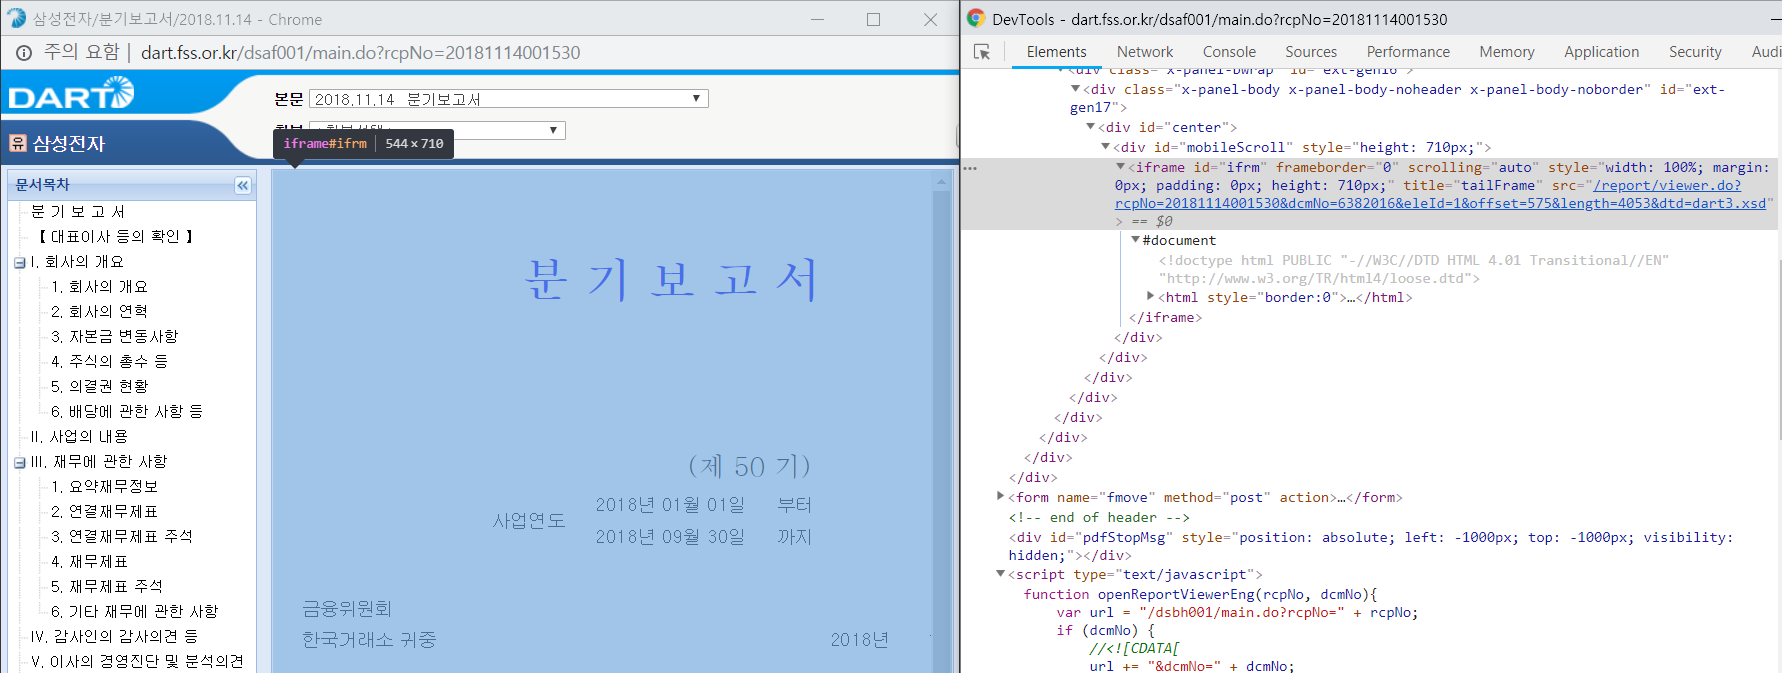 삼성전자/분기보고서/2018.11.14 - Chrome
주의 요함 | dart.fss.or.kr/dsaf001/main.do?rcpNo=20181114001530
DART
본문 2018.11.14 분기보고서
유 삼성전자
iframe#ifrm | 544 × 710
문서목차
분 기 보 고 서
【 대표이사 등의 확인 】
I. 회사의 개요
1. 회사의 개요
2. 회사의 연혁
3. 자본금 변동사항
4. 주식의 총수 등
5. 의결권 현황
6. 배당에 관한 사항 등
II. 사업의 내용
III. 재무에 관한 사항
1. 요약재무정보
2. 연결재무제표
3. 연결재무제표 주석
4. 재무제표
5. 재무제표 주석
6. 기타 재무에 관한 사항
IV. 감사인의 감사의견 등
V. 이사의 경영진단 및 분석의견
분 기 보 고 서
(제 50 기)
사업연도
2018년 01월 01일 부터
2018년 09월 30일 까지
금융위원회
한국거래소 귀중
2018년
DevTools - dart.fss.or.kr/dsaf001/main.do?rcpNo=20181114001530
Elements Network Console Sources Performance Memory Application Security Audi
<div class="x-panel-bwrap" id="ext-gen16">
<div class="x-panel-body x-panel-body-noheader x-panel-body-noborder" id="ext-
gen17">
<div id="center">
<div id="mobileScroll" style="height: 710px;">
<iframe id="ifrm" frameborder="0" scrolling="auto" style="width: 100%; margin:
0px; padding: 0px; height: 710px;" title="tailFrame" src="/report/viewer.do?
rcpNo=20181114001530&dcmNo=6382016&eleId=1&offset=575&length=4053&dtd=dart3.xsd"
> == $0
#document
<!doctype html PUBLIC "-//W3C//DTD HTML 4.01 Transitional//EN"
"http://www.w3.org/TR/html4/loose.dtd">
<html style="border:0">…</html>
</iframe>
</div>
</div>
</div>
</div>
</div>
</div>
</div>
</div>
<form name="fmove" method="post" action>…</form>
<!-- end of header -->
<div id="pdfStopMsg" style="position: absolute; left: -1000px; top: -1000px; visibility:
hidden;"></div>
<script type="text/javascript">
function openReportViewerEng(rcpNo, dcmNo){
var url = "/dsbh001/main.do?rcpNo=" + rcpNo;
if (dcmNo) {
//<![CDATA[
url += "&dcmNo=" + dcmNo;